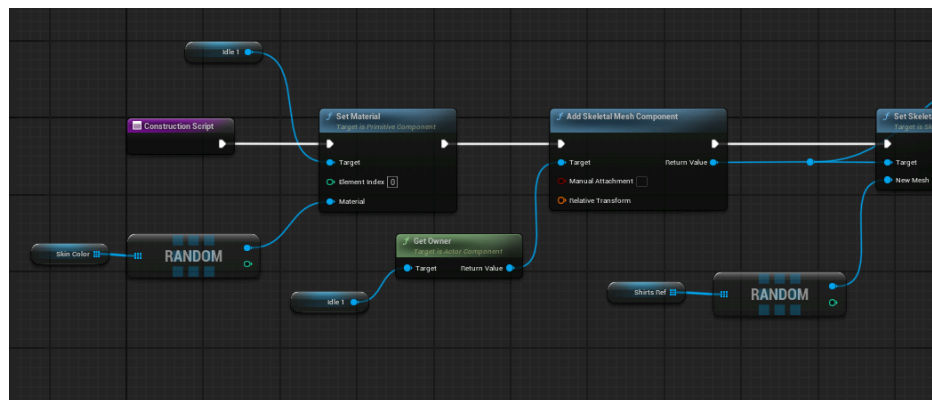 Idle 1
Construction Script
f Set Material
Target is Primitive Component
Target
Element Index 0
Material
Skin Color
RANDOM
f Get Owner
Target is Actor Component
Target Return Value
Idle 1
f Add Skeletal Mesh Component
Target Return Value
Manual Attachment
Relative Transform
Shirts Ref
RANDOM
f Set Skelet
Target is Sk
Target
New Mesh